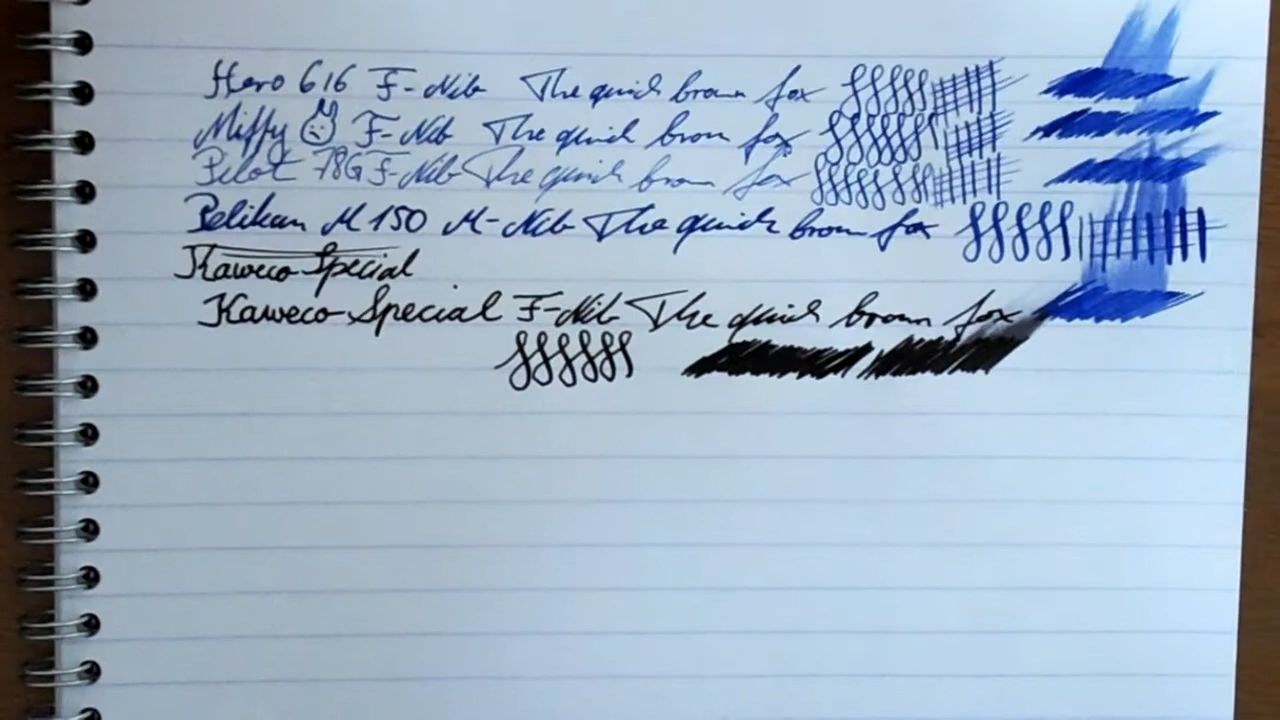 Hero 616 F-Nib The quick brown fox
Miffy F-Nib The quick brown fox
Pilot 78G F-Nib The quick brown fox
Pelikan M150 M-Nib The quick brown fox
Kaweco Special
Kaweco Special F-Nib The quick brown fox